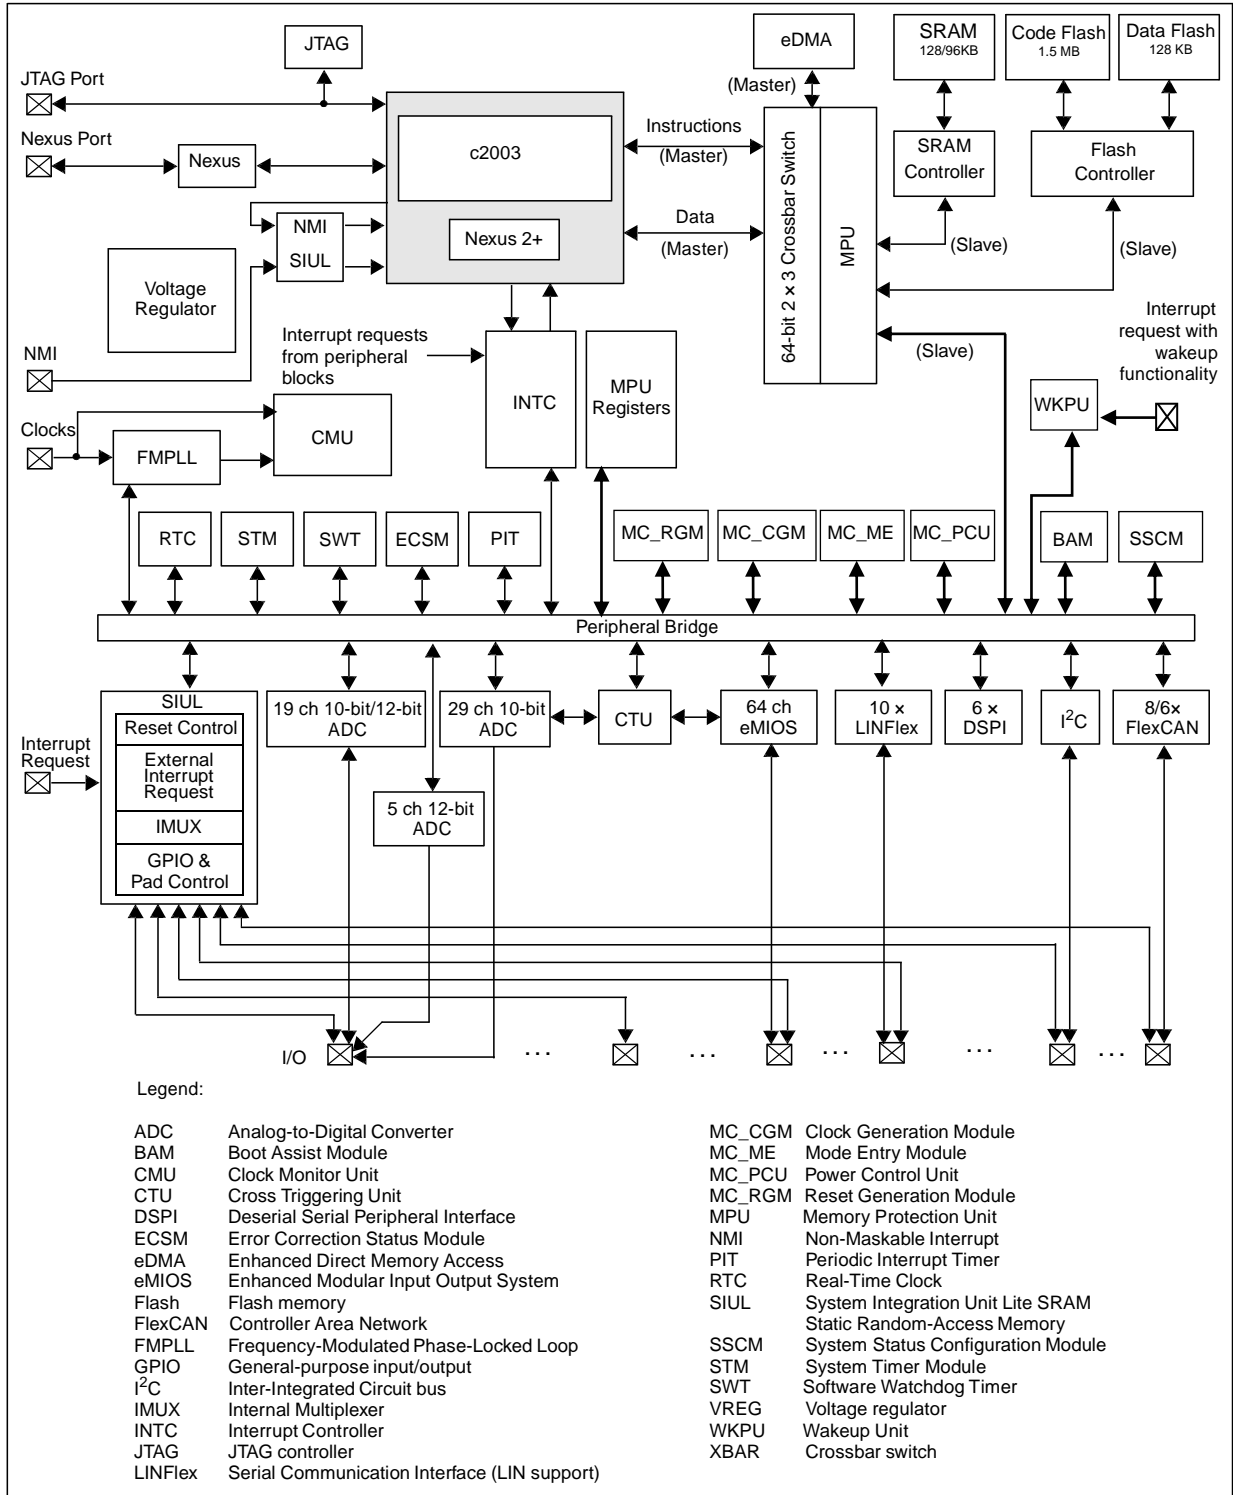 JTAG
eDMA
SRAM
128/96KB
Code Flash
1.5 MB
Data Flash
128 KB
JTAG Port
(Master)
Nexus Port
Nexus
c2003
Instructions
(Master)
64-bit 2 × 3 Crossbar Switch
MPU
SRAM
Controller
Flash
Controller
NMI
SIUL
Nexus 2+
Data
(Master)
(Slave)
(Slave)
Voltage
Regulator
Interrupt requests
from peripheral
blocks
(Slave)
Interrupt
request with
wakeup
functionality
NMI
INTC
MPU
Registers
WKPU
Clocks
FMPLL
CMU
RTC
STM
SWT
ECSM
PIT
MC_RGM
MC_CGM
MC_ME
MC_PCU
BAM
SSCM
Peripheral Bridge
SIUL
Reset Control
External
Interrupt
Request
IMUX
GPIO &
Pad Control
Interrupt
Request
19 ch 10-bit/12-bit
ADC
29 ch 10-bit
ADC
CTU
64 ch
eMIOS
10 ×
LINFlex
6 ×
DSPI
I2C
8/6×
FlexCAN
5 ch 12-bit
ADC
I/O
. . .
. . .
. . .
. . .
. . .
Legend:
ADC Analog-to-Digital Converter
BAM Boot Assist Module
CMU Clock Monitor Unit
CTU Cross Triggering Unit
DSPI Deserial Serial Peripheral Interface
ECSM Error Correction Status Module
eDMA Enhanced Direct Memory Access
eMIOS Enhanced Modular Input Output System
Flash Flash memory
FlexCAN Controller Area Network
FMPLL Frequency-Modulated Phase-Locked Loop
GPIO General-purpose input/output
I2C Inter-Integrated Circuit bus
IMUX Internal Multiplexer
INTC Interrupt Controller
JTAG JTAG controller
LINFlex Serial Communication Interface (LIN support)
MC_CGM Clock Generation Module
MC_ME Mode Entry Module
MC_PCU Power Control Unit
MC_RGM Reset Generation Module
MPU Memory Protection Unit
NMI Non-Maskable Interrupt
PIT Periodic Interrupt Timer
RTC Real-Time Clock
SIUL System Integration Unit Lite SRAM
Static Random-Access Memory
SSCM System Status Configuration Module
STM System Timer Module
SWT Software Watchdog Timer
VREG Voltage regulator
WKPU Wakeup Unit
XBAR Crossbar switch